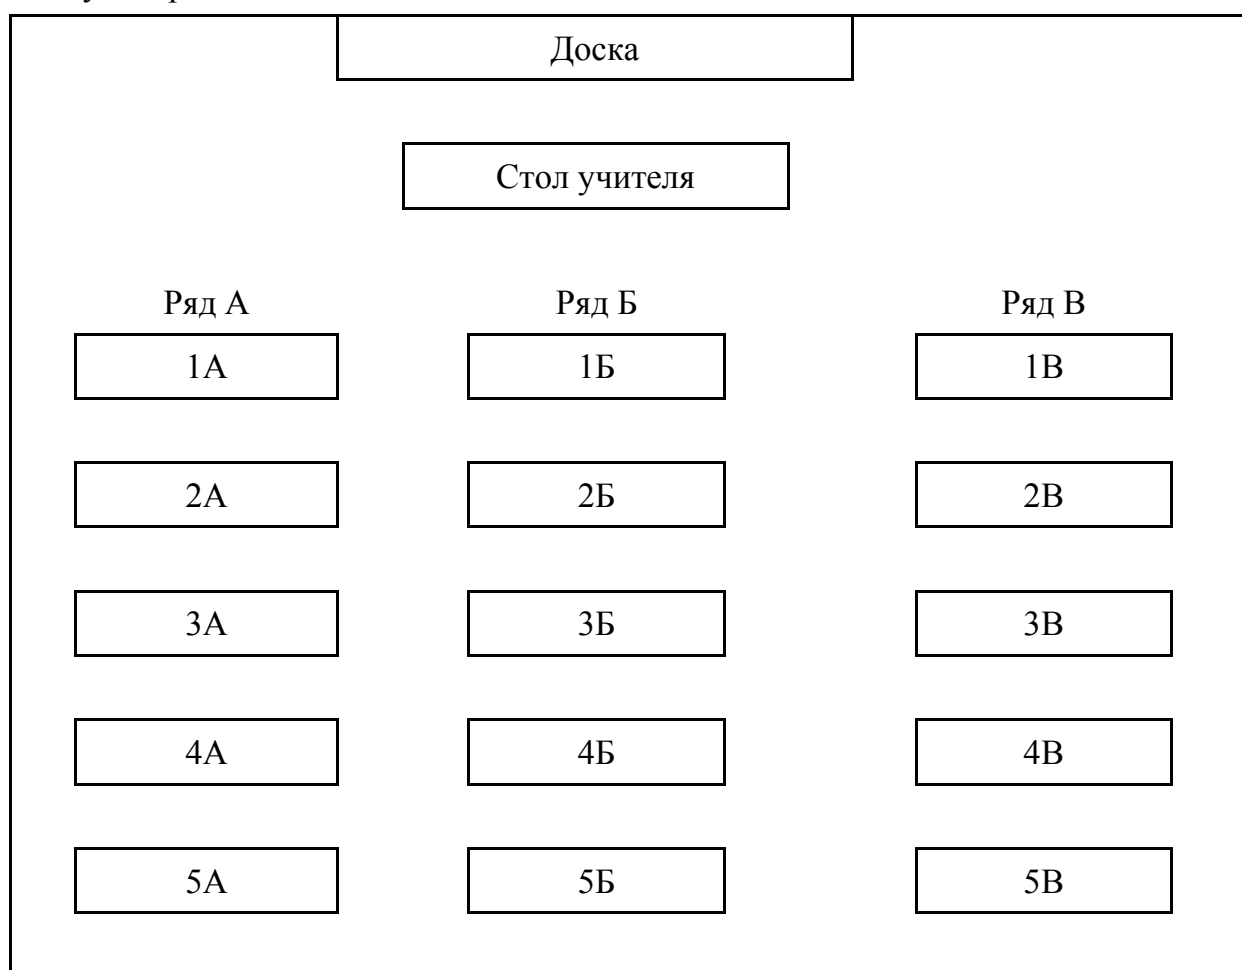 Доска
Стол учителя
Ряд А Ряд Б Ряд В
1А 1Б 1В
2А 2Б 2В
3А 3Б 3В
4А 4Б 4В
5А 5Б 5В